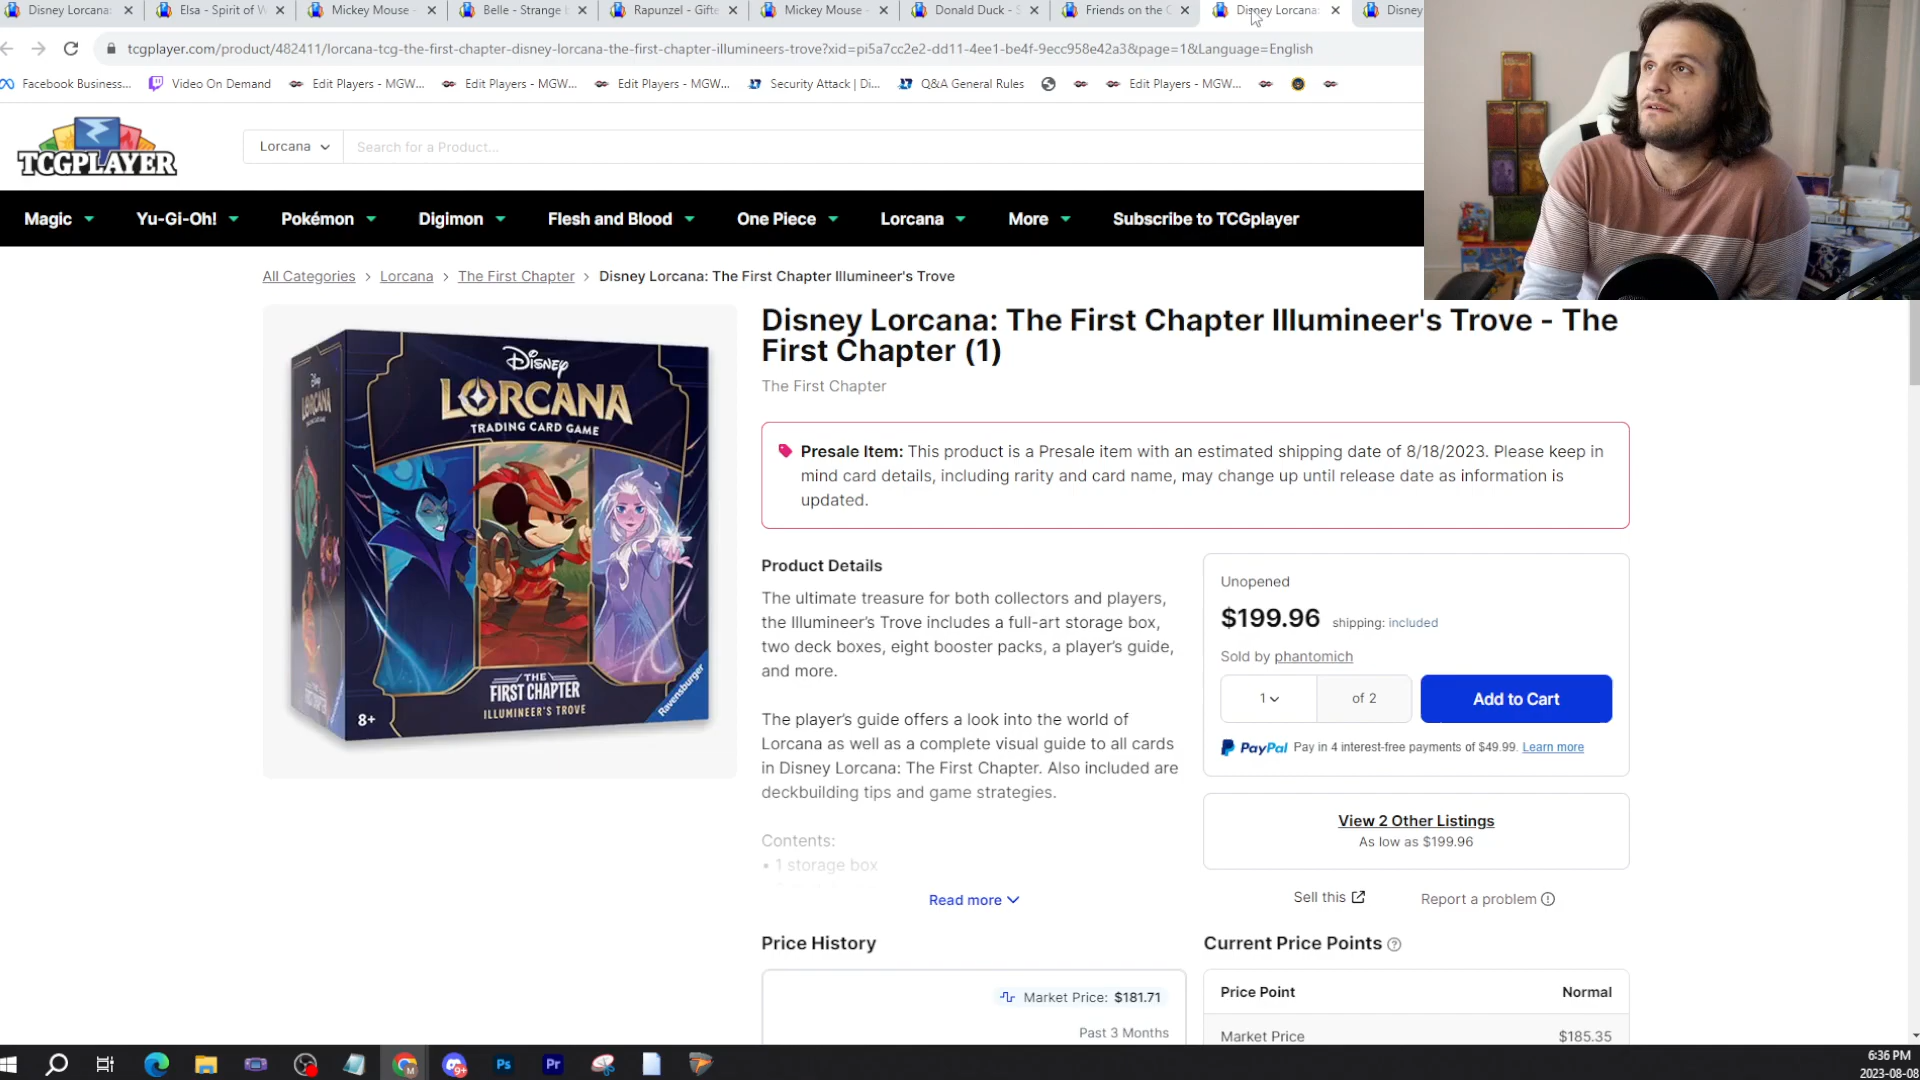 Disney Lorcana:
Elsa - Spirit of W
Mickey Mouse -
Belle - Strange b
Rapunzel - Gifte
Mickey Mouse -
Donald Duck - S
Friends on the O
Disney Lorcana:
Disney
tcgplayer.com/product/482411/lorcana-tcg-the-first-chapter-disney-lorcana-the-first-chapter-illumineers-trove?xid=pi5a7cc2e2-dd11-4ee1-be4f-9ecc958e42a3&page=1&Language=English
Facebook Business...
Video On Demand
Edit Players - MGW...
Edit Players - MGW...
Edit Players - MGW...
Security Attack | Di...
Q&A General Rules
Edit Players - MGW...
TCGPLAYER
Lorcana
Search for a Product...
Magic
Yu-Gi-Oh!
Pokémon
Digimon
Flesh and Blood
One Piece
Lorcana
More
Subscribe to TCGplayer
All Categories > Lorcana > The First Chapter > Disney Lorcana: The First Chapter Illumineer's Trove
Disney
LORCANA
TRADING CARD GAME
THE
FIRST CHAPTER
ILLUMINEER'S TROVE
8+
Ravensburger
Disney
LORCANA
Disney Lorcana: The First Chapter Illumineer's Trove - The
First Chapter (1)
The First Chapter
Presale Item: This product is a Presale item with an estimated shipping date of 8/18/2023. Please keep in
mind card details, including rarity and card name, may change up until release date as information is
updated.
Product Details
The ultimate treasure for both collectors and players,
the Illumineer's Trove includes a full-art storage box,
two deck boxes, eight booster packs, a player's guide,
and more.
The player's guide offers a look into the world of
Lorcana as well as a complete visual guide to all cards
in Disney Lorcana: The First Chapter. Also included are
deckbuilding tips and game strategies.
Contents:
▪ 1 storage box
Read more
Unopened
$199.96 shipping: included
Sold by phantomich
1
of 2
Add to Cart
PayPal Pay in 4 interest-free payments of $49.99. Learn more
View 2 Other Listings
As low as $199.96
Sell this
Report a problem
Price History
Market Price: $181.71
Past 3 Months
Current Price Points
Price Point
Normal
Market Price
$185.35
M
9+
Ps
Pr
6:36 PM
2023-08-08